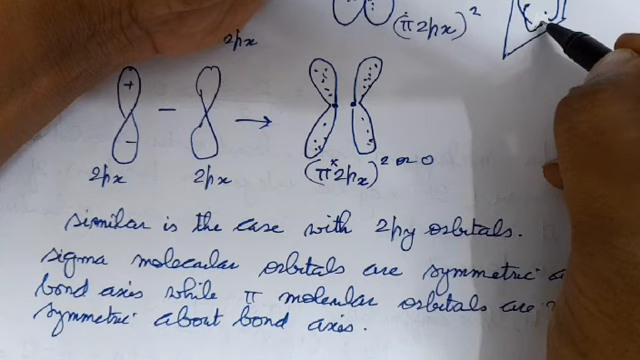 (π2px)²
2px
+ - →
-
2px 2px (π*2px)² or 0
similar is the case with 2py orbitals.
sigma molecular orbitals are symmetric a
bond axis while π molecular orbitals are
symmetric about bond axis.